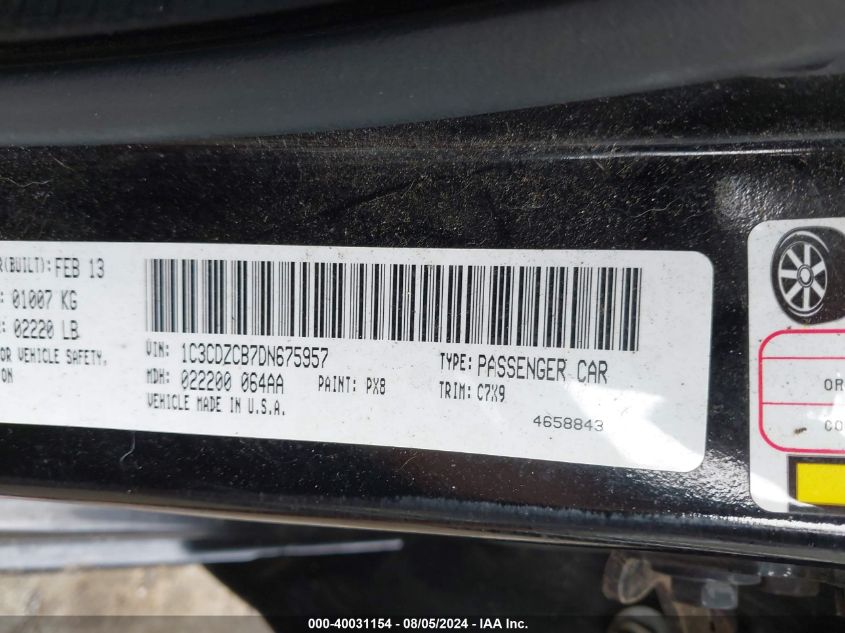 R(BUILT): FEB 13
: 01007 KG
: 02220 LB
OR VEHICLE SAFETY,
ON
VIN: 1C3CDZCB7DN675957
TYPE: PASSENGER CAR
MDH: 022200 064AA PAINT: PX8 TRIM: C7X9
VEHICLE MADE IN U.S.A.
4658843
OR
CO
000-40031154 - 08/05/2024 - IAA Inc.